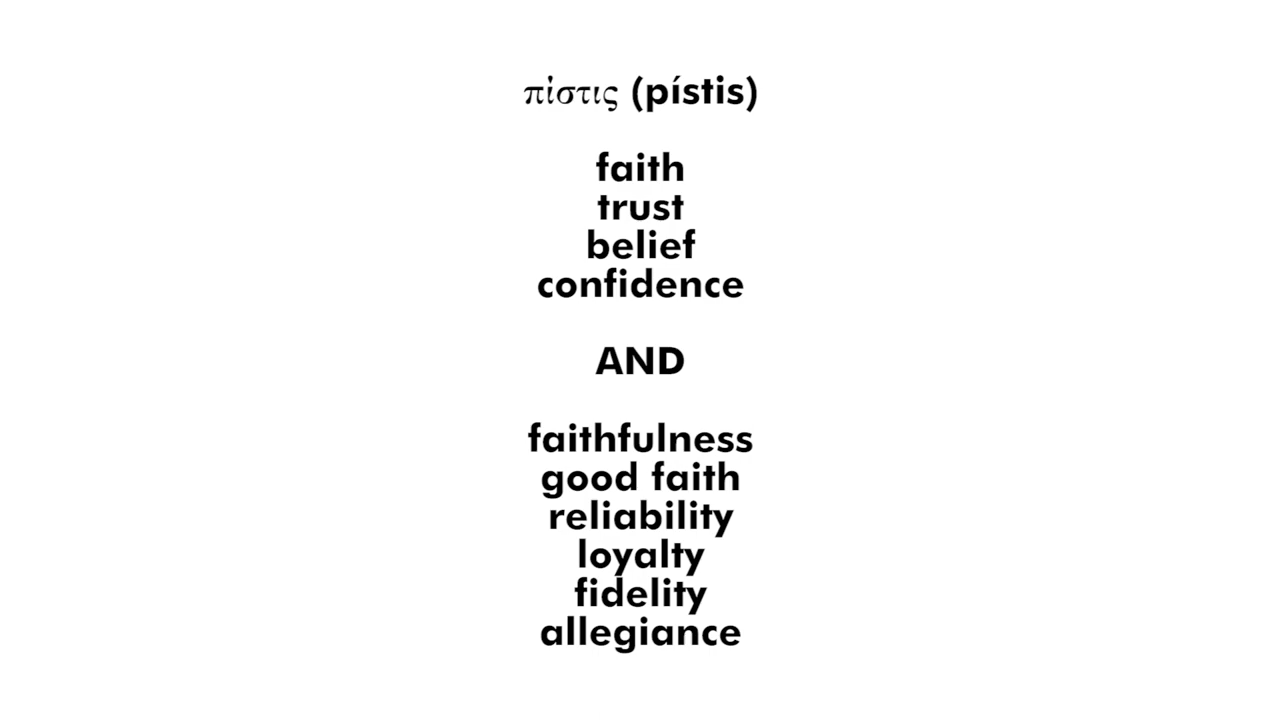 πίστις (pístis)
faith
trust
belief
confidence
AND
faithfulness
good faith
reliability
loyalty
fidelity
allegiance